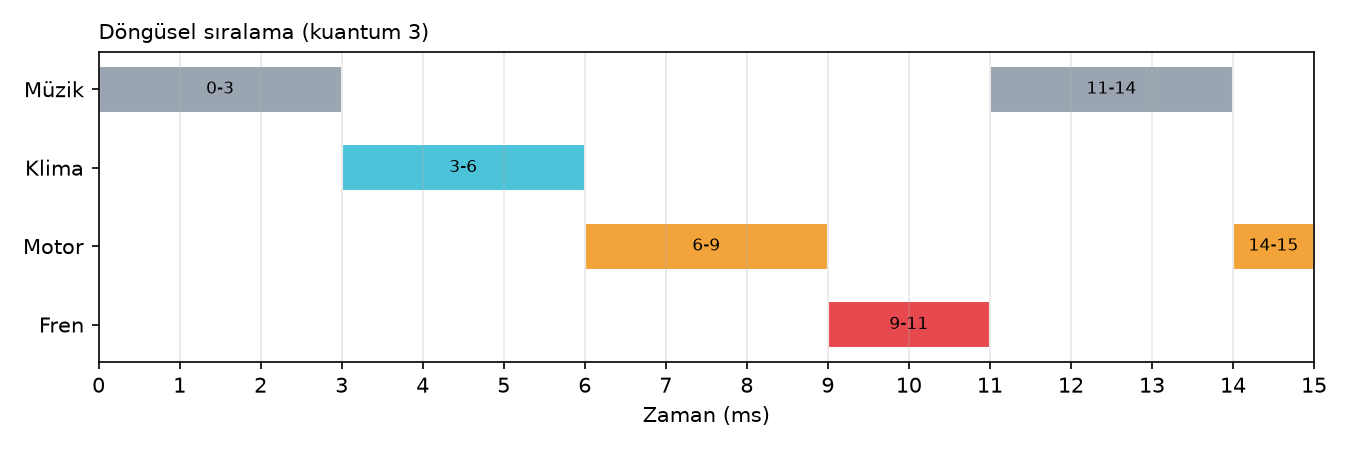 Döngüsel sıralama (kuantum 3)
Müzik
0-3
11-14
Klima
3-6
Motor
6-9
14-15
Fren
9-11
0 1 2 3 4 5 6 7 8 9 10 11 12 13 14 15
Zaman (ms)